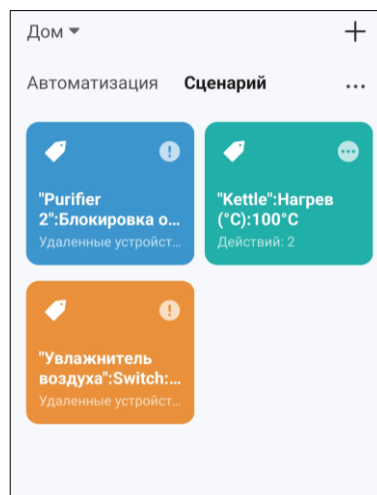 Дом
Автоматизация Сценарий
"Purifier
2":Блокировка о...
Удаленные устройст...
"Kettle":Нагрев
(°C):100°C
Действий: 2
"Увлажнитель
воздуха":Switch:...
Удаленные устройст...